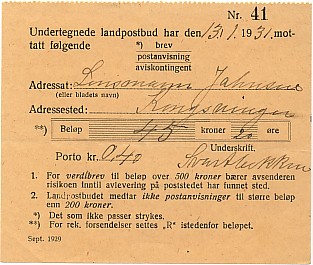 Nr. 41
Undertegnede landpostbud har den 13/1 1931, mot-
tatt følgende *) brev
postanvisning
aviskontingent
Adressat: Lensmann Johnsen
(eller bladets navn)
Adressested: Kongsvinger
**) Beløp 45 kroner øre
Underskrift.
Porto kr. 0.40
1. For verdibrev til beløp over 500 kroner bærer avsenderen
risikoen inntil avlevering på poststedet har funnet sted.
2. Landpostbudet medtar ikke postanvisninger til større beløp
enn 200 kroner.
*) Det som ikke passer strykes.
**) For rek. forsendelser settes „R" istedenfor beløpet.
Sept. 1929